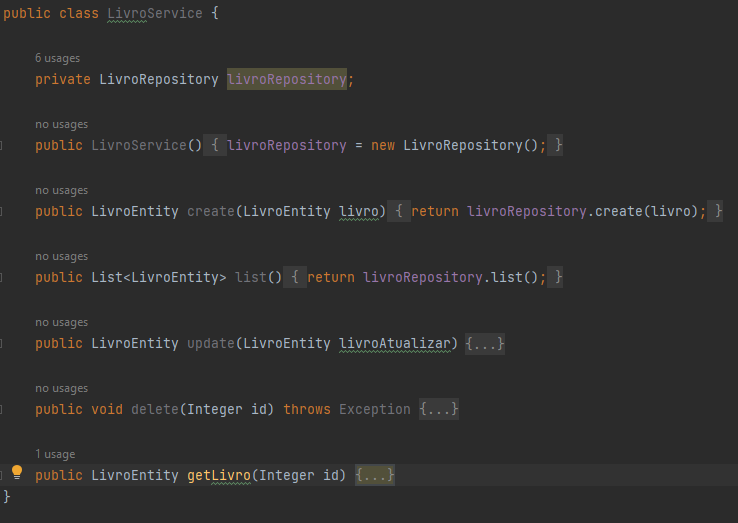 public class LivroService {
6 usages
private LivroRepository livroRepository;
no usages
public LivroService() { livroRepository = new LivroRepository(); }
no usages
public LivroEntity create(LivroEntity livro) { return livroRepository.create(livro); }
no usages
public List<LivroEntity> list() { return livroRepository.list(); }
no usages
public LivroEntity update(LivroEntity livroAtualizar) {...}
no usages
public void delete(Integer id) throws Exception {...}
1 usage
public LivroEntity getLivro(Integer id) {...}
}